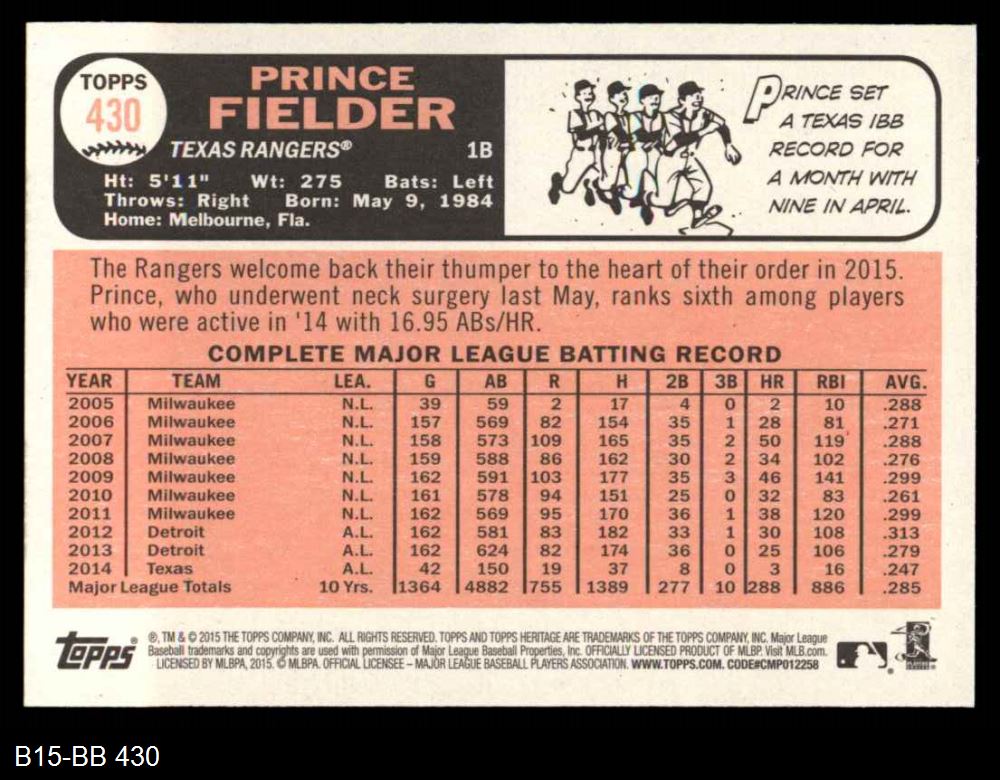 TOPPS
430
PRINCE
FIELDER
TEXAS RANGERS® 1B
Ht: 5'11" Wt: 275 Bats: Left
Throws: Right Born: May 9, 1984
Home: Melbourne, Fla.
PRINCE SET
A TEXAS IBB
RECORD FOR
A MONTH WITH
NINE IN APRIL.
The Rangers welcome back their thumper to the heart of their order in 2015.
Prince, who underwent neck surgery last May, ranks sixth among players
who were active in '14 with 16.95 ABs/HR.
COMPLETE MAJOR LEAGUE BATTING RECORD
YEAR TEAM LEA. G AB R H 2B 3B HR RBI AVG.
2005 Milwaukee N.L. 39 59 2 17 4 0 2 10 .288
2006 Milwaukee N.L. 157 569 82 154 35 1 28 81 .271
2007 Milwaukee N.L. 158 573 109 165 35 2 50 119 .288
2008 Milwaukee N.L. 159 588 86 162 30 2 34 102 .276
2009 Milwaukee N.L. 162 591 103 177 35 3 46 141 .299
2010 Milwaukee N.L. 161 578 94 151 25 0 32 83 .261
2011 Milwaukee N.L. 162 569 95 170 36 1 38 120 .299
2012 Detroit A.L. 162 581 83 182 33 1 30 108 .313
2013 Detroit A.L. 162 624 82 174 36 0 25 106 .279
2014 Texas A.L. 42 150 19 37 8 0 3 16 .247
Major League Totals 10 Yrs. 1364 4882 755 1389 277 10 288 886 .285
topps®
®, TM & © 2015 THE TOPPS COMPANY, INC. ALL RIGHTS RESERVED. TOPPS AND TOPPS HERITAGE ARE TRADEMARKS OF THE TOPPS COMPANY, INC. Major League
Baseball trademarks and copyrights are used with permission of Major League Baseball Properties, Inc. OFFICIALLY LICENSED PRODUCT OF MLBP. Visit MLB.com.
LICENSED BY MLBPA, 2015. © MLBPA. OFFICIAL LICENSEE – MAJOR LEAGUE BASEBALL PLAYERS ASSOCIATION. WWW.TOPPS.COM. CODE#CMP012258
B15-BB 430